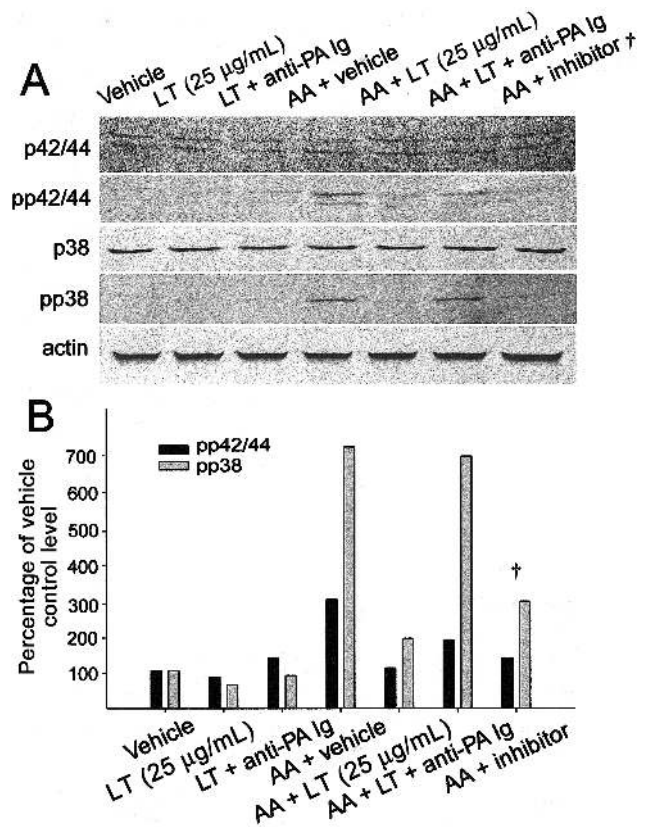 A
Vehicle
LT (25 μg/mL)
LT + anti-PA Ig
AA + vehicle
AA + LT (25 μg/mL)
AA + LT + anti-PA Ig
AA + inhibitor †
p42/44
pp42/44
p38
pp38
actin
B
pp42/44
pp38
Percentage of vehicle
control level
700
600
500
400
300
200
100
†
Vehicle
LT (25 μg/mL)
LT + anti-PA Ig
AA + vehicle
AA + LT (25 μg/mL)
AA + LT + anti-PA Ig
AA + inhibitor